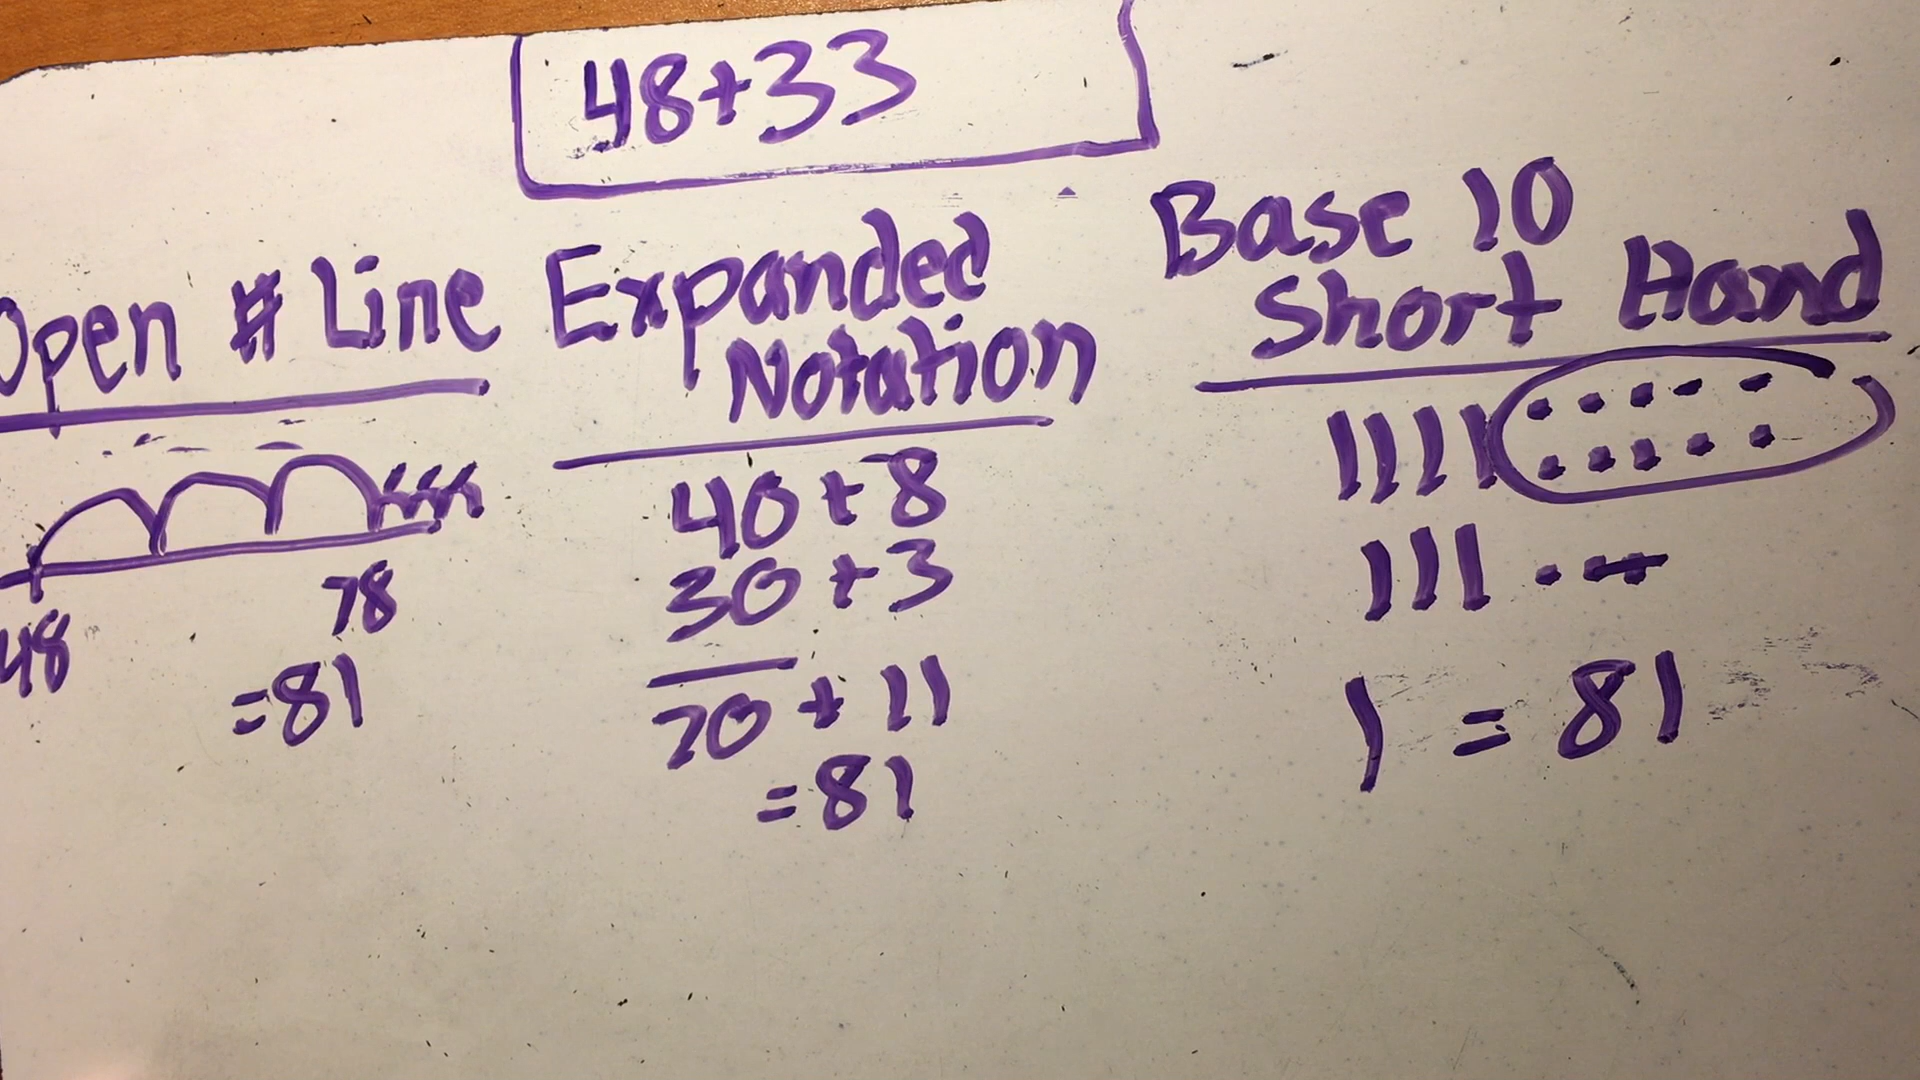 48+33
Open # Line
48
78
=81
Expanded
Notation
40 + 8
30 + 3
70 + 11
=81
Base 10
Short Hand
1 = 81